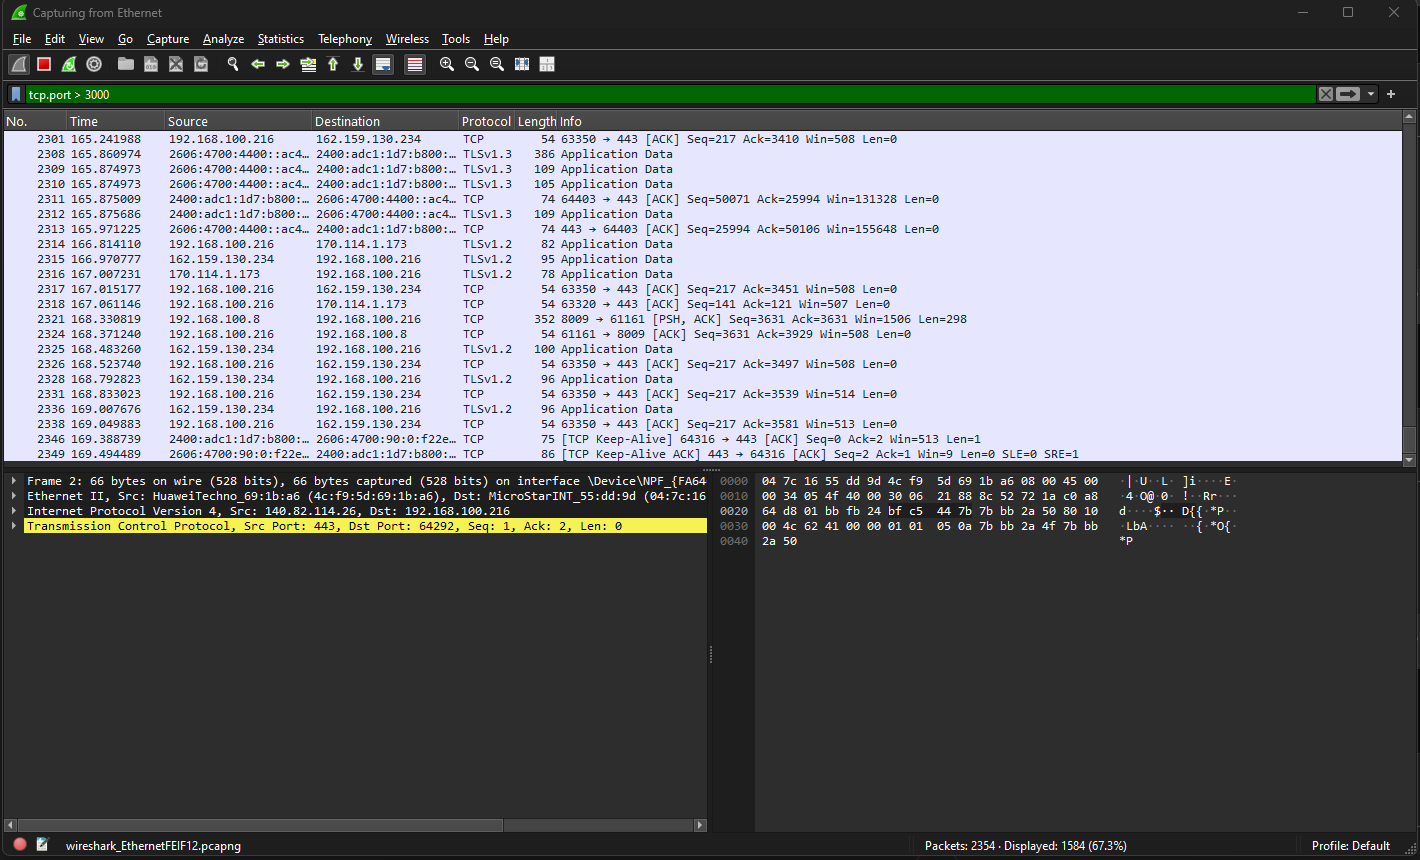 Capturing from Ethernet
File Edit View Go Capture Analyze Statistics Telephony Wireless Tools Help
tcp.port > 3000
No. Time Source Destination Protocol Length Info
2301 165.241988 192.168.100.216 162.159.130.234 TCP 54 63350 → 443 [ACK] Seq=217 Ack=3410 Win=508 Len=0
2308 165.860974 2606:4700:4400::ac4… 2400:adc1:1d7:b800:… TLSv1.3 386 Application Data
2309 165.874973 2606:4700:4400::ac4… 2400:adc1:1d7:b800:… TLSv1.3 109 Application Data
2310 165.874973 2606:4700:4400::ac4… 2400:adc1:1d7:b800:… TLSv1.3 105 Application Data
2311 165.875009 2400:adc1:1d7:b800:… 2606:4700:4400::ac4… TCP 74 64403 → 443 [ACK] Seq=50071 Ack=25994 Win=131328 Len=0
2312 165.875686 2400:adc1:1d7:b800:… 2606:4700:4400::ac4… TLSv1.3 109 Application Data
2313 165.971225 2606:4700:4400::ac4… 2400:adc1:1d7:b800:… TCP 74 443 → 64403 [ACK] Seq=25994 Ack=50106 Win=155648 Len=0
2314 166.814110 192.168.100.216 170.114.1.173 TLSv1.2 82 Application Data
2315 166.970777 162.159.130.234 192.168.100.216 TLSv1.2 95 Application Data
2316 167.007231 170.114.1.173 192.168.100.216 TLSv1.2 78 Application Data
2317 167.015177 192.168.100.216 162.159.130.234 TCP 54 63350 → 443 [ACK] Seq=217 Ack=3451 Win=508 Len=0
2318 167.061146 192.168.100.216 170.114.1.173 TCP 54 63320 → 443 [ACK] Seq=141 Ack=121 Win=507 Len=0
2321 168.330819 192.168.100.8 192.168.100.216 TCP 352 8009 → 61161 [PSH, ACK] Seq=3631 Ack=3631 Win=1506 Len=298
2324 168.371240 192.168.100.216 192.168.100.8 TCP 54 61161 → 8009 [ACK] Seq=3631 Ack=3929 Win=508 Len=0
2325 168.483260 162.159.130.234 192.168.100.216 TLSv1.2 100 Application Data
2326 168.523740 192.168.100.216 162.159.130.234 TCP 54 63350 → 443 [ACK] Seq=217 Ack=3497 Win=508 Len=0
2328 168.792823 162.159.130.234 192.168.100.216 TLSv1.2 96 Application Data
2331 168.833023 192.168.100.216 162.159.130.234 TCP 54 63350 → 443 [ACK] Seq=217 Ack=3539 Win=514 Len=0
2336 169.007676 162.159.130.234 192.168.100.216 TLSv1.2 96 Application Data
2338 169.049883 192.168.100.216 162.159.130.234 TCP 54 63350 → 443 [ACK] Seq=217 Ack=3581 Win=513 Len=0
2346 169.388739 2400:adc1:1d7:b800:… 2606:4700:90:0:f22e… TCP 75 [TCP Keep-Alive] 64316 → 443 [ACK] Seq=0 Ack=2 Win=513 Len=1
2349 169.494489 2606:4700:90:0:f22e… 2400:adc1:1d7:b800:… TCP 86 [TCP Keep-Alive ACK] 443 → 64316 [ACK] Seq=2 Ack=1 Win=9 Len=0 SLE=0 SRE=1
Frame 2: 66 bytes on wire (528 bits), 66 bytes captured (528 bits) on interface \Device\NPF_{FA64
Ethernet II, Src: HuaweiTechno_69:1b:a6 (4c:f9:5d:69:1b:a6), Dst: MicroStarINT_55:dd:9d (04:7c:16
Internet Protocol Version 4, Src: 140.82.114.26, Dst: 192.168.100.216
Transmission Control Protocol, Src Port: 443, Dst Port: 64292, Seq: 1, Ack: 2, Len: 0
0000 04 7c 16 55 dd 9d 4c f9 5d 69 1b a6 08 00 45 00 ·|·U··L· ]i····E·
0010 00 34 05 4f 40 00 30 06 21 88 8c 52 72 1a c0 a8 ·4·O@·0· !··Rr···
0020 64 d8 01 bb fb 24 bf c5 44 7b 7b bb 2a 50 80 10 d····$·· D{{·*P··
0030 00 4c 62 41 00 00 01 01 05 0a 7b bb 2a 4f 7b bb ·LbA···· ··{·*O{·
0040 2a 50 *P
wireshark_EthernetFEIF12.pcapng
Packets: 2354 · Displayed: 1584 (67.3%)
Profile: Default